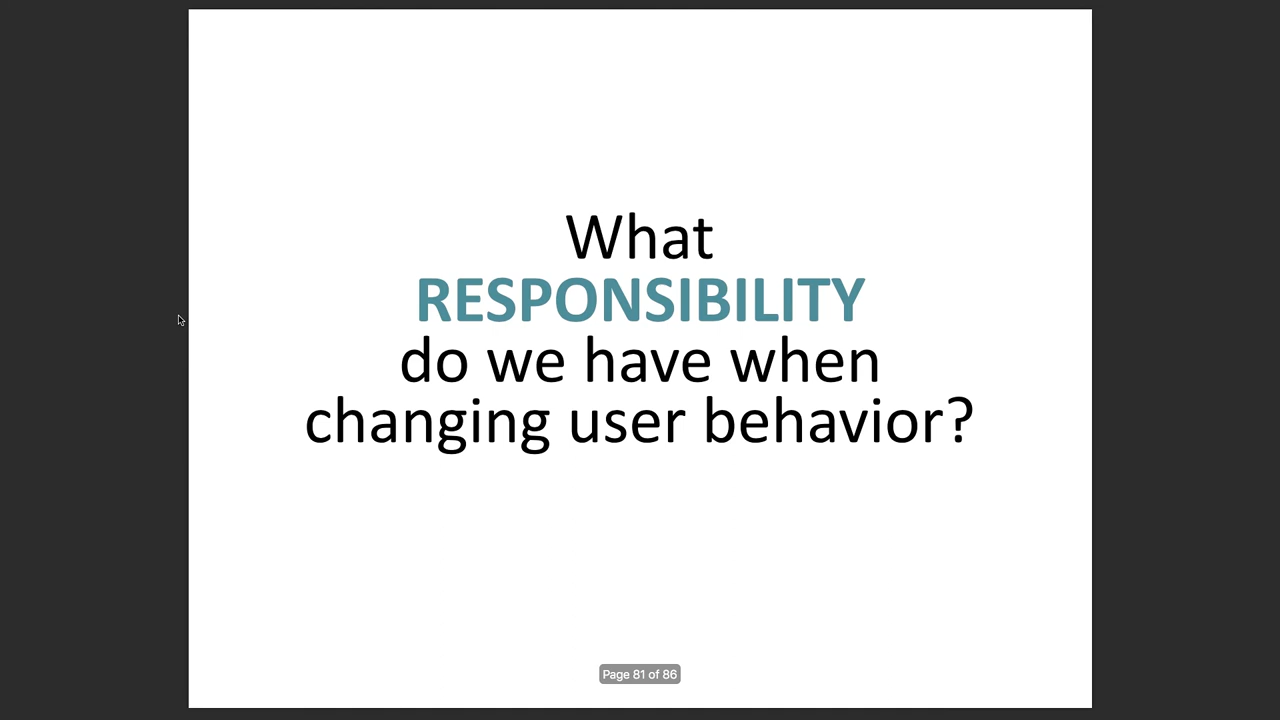 What
RESPONSIBILITY
do we have when
changing user behavior?
Page 81 of 86